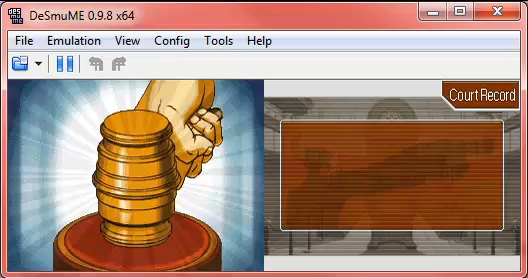 DeSmuME 0.9.8 x64
File Emulation View Config Tools Help
Court Record